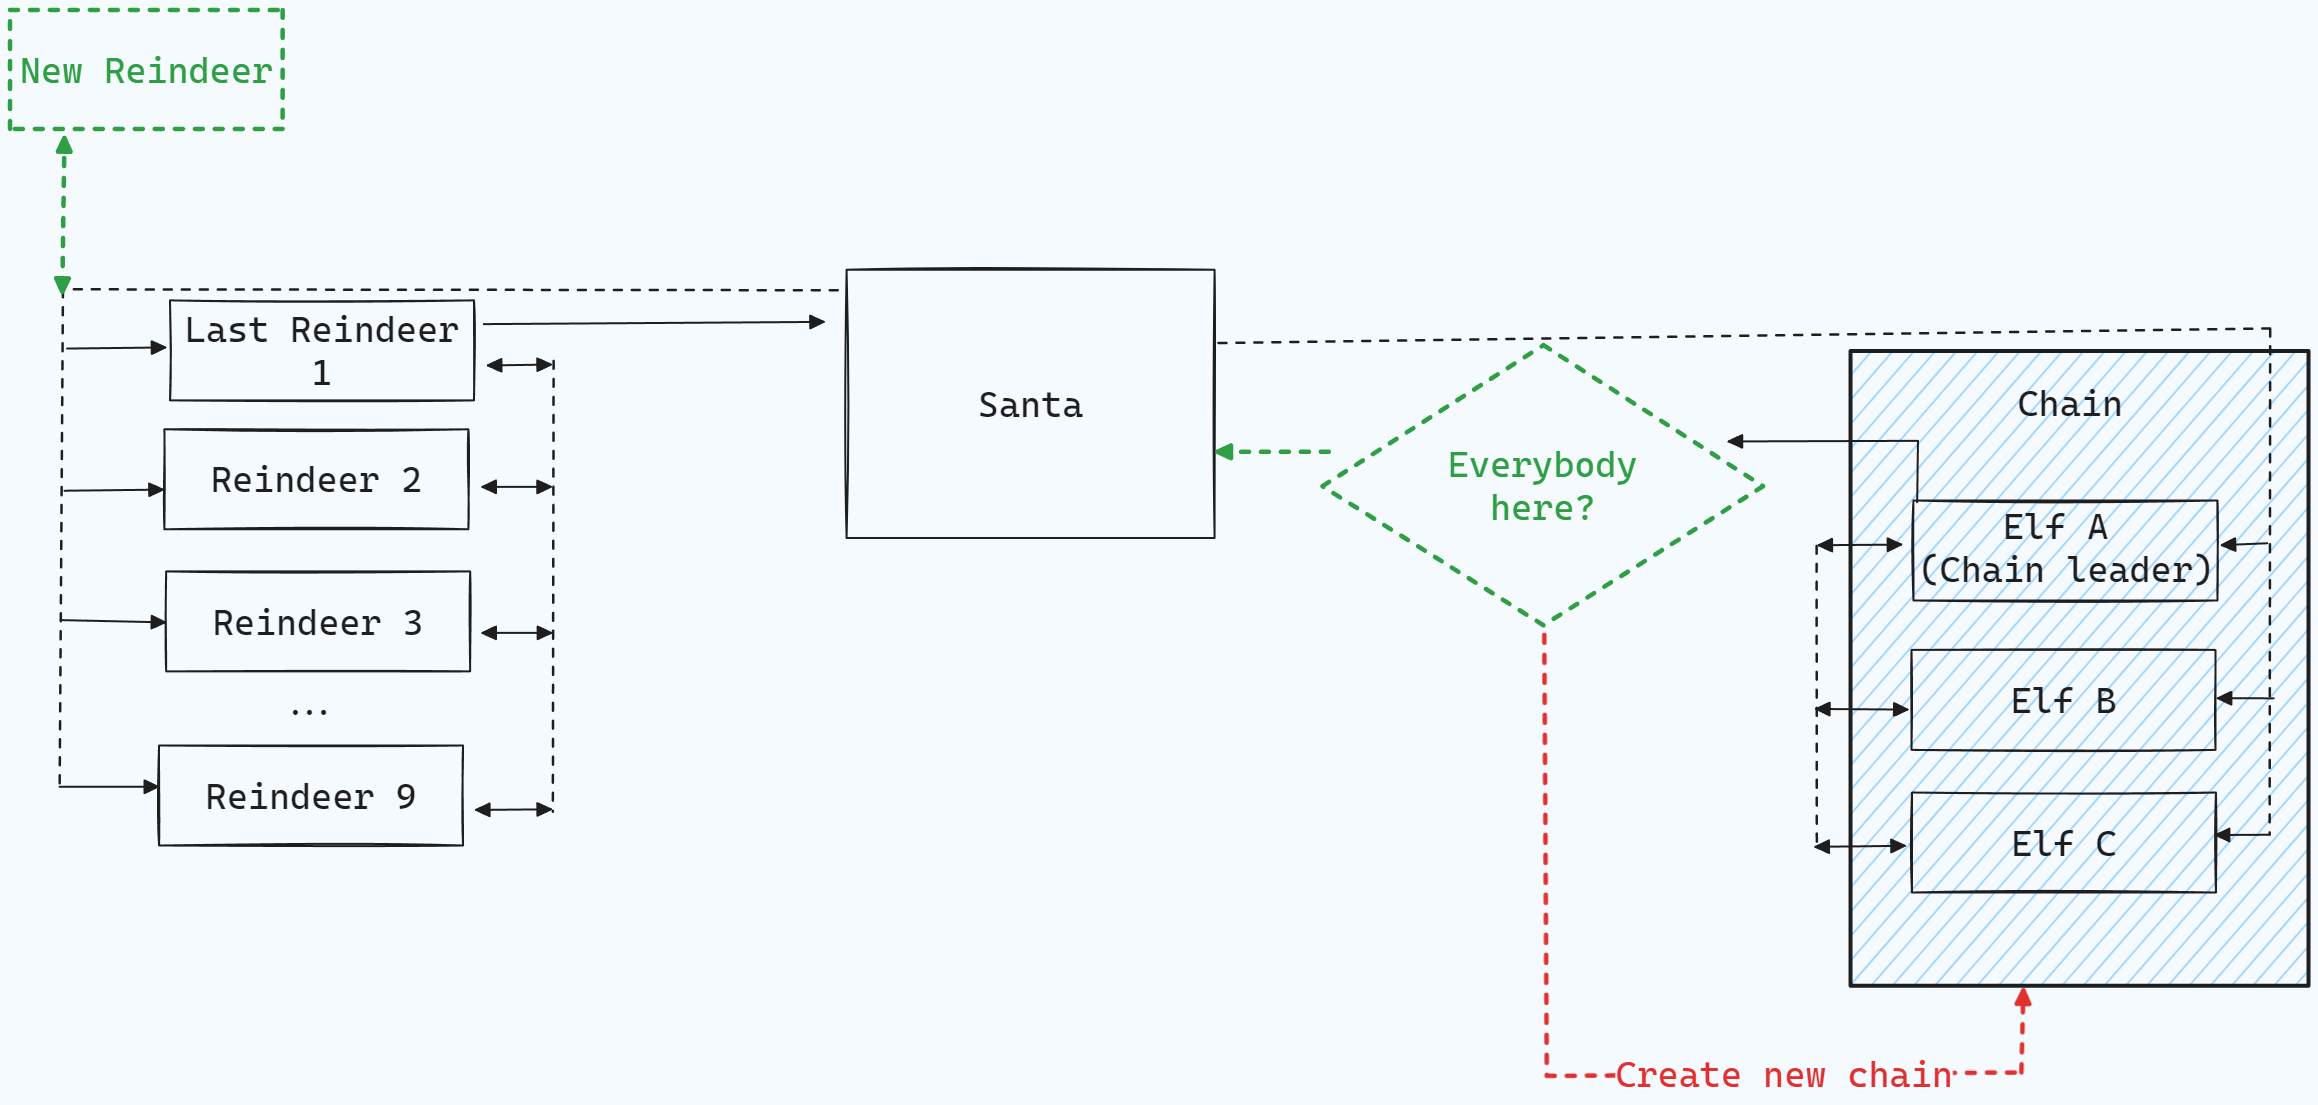 New Reindeer
Last Reindeer
1
Reindeer 2
Reindeer 3
...
Reindeer 9
Santa
Everybody
here?
Chain
Elf A
(Chain leader)
Elf B
Elf C
Create new chain